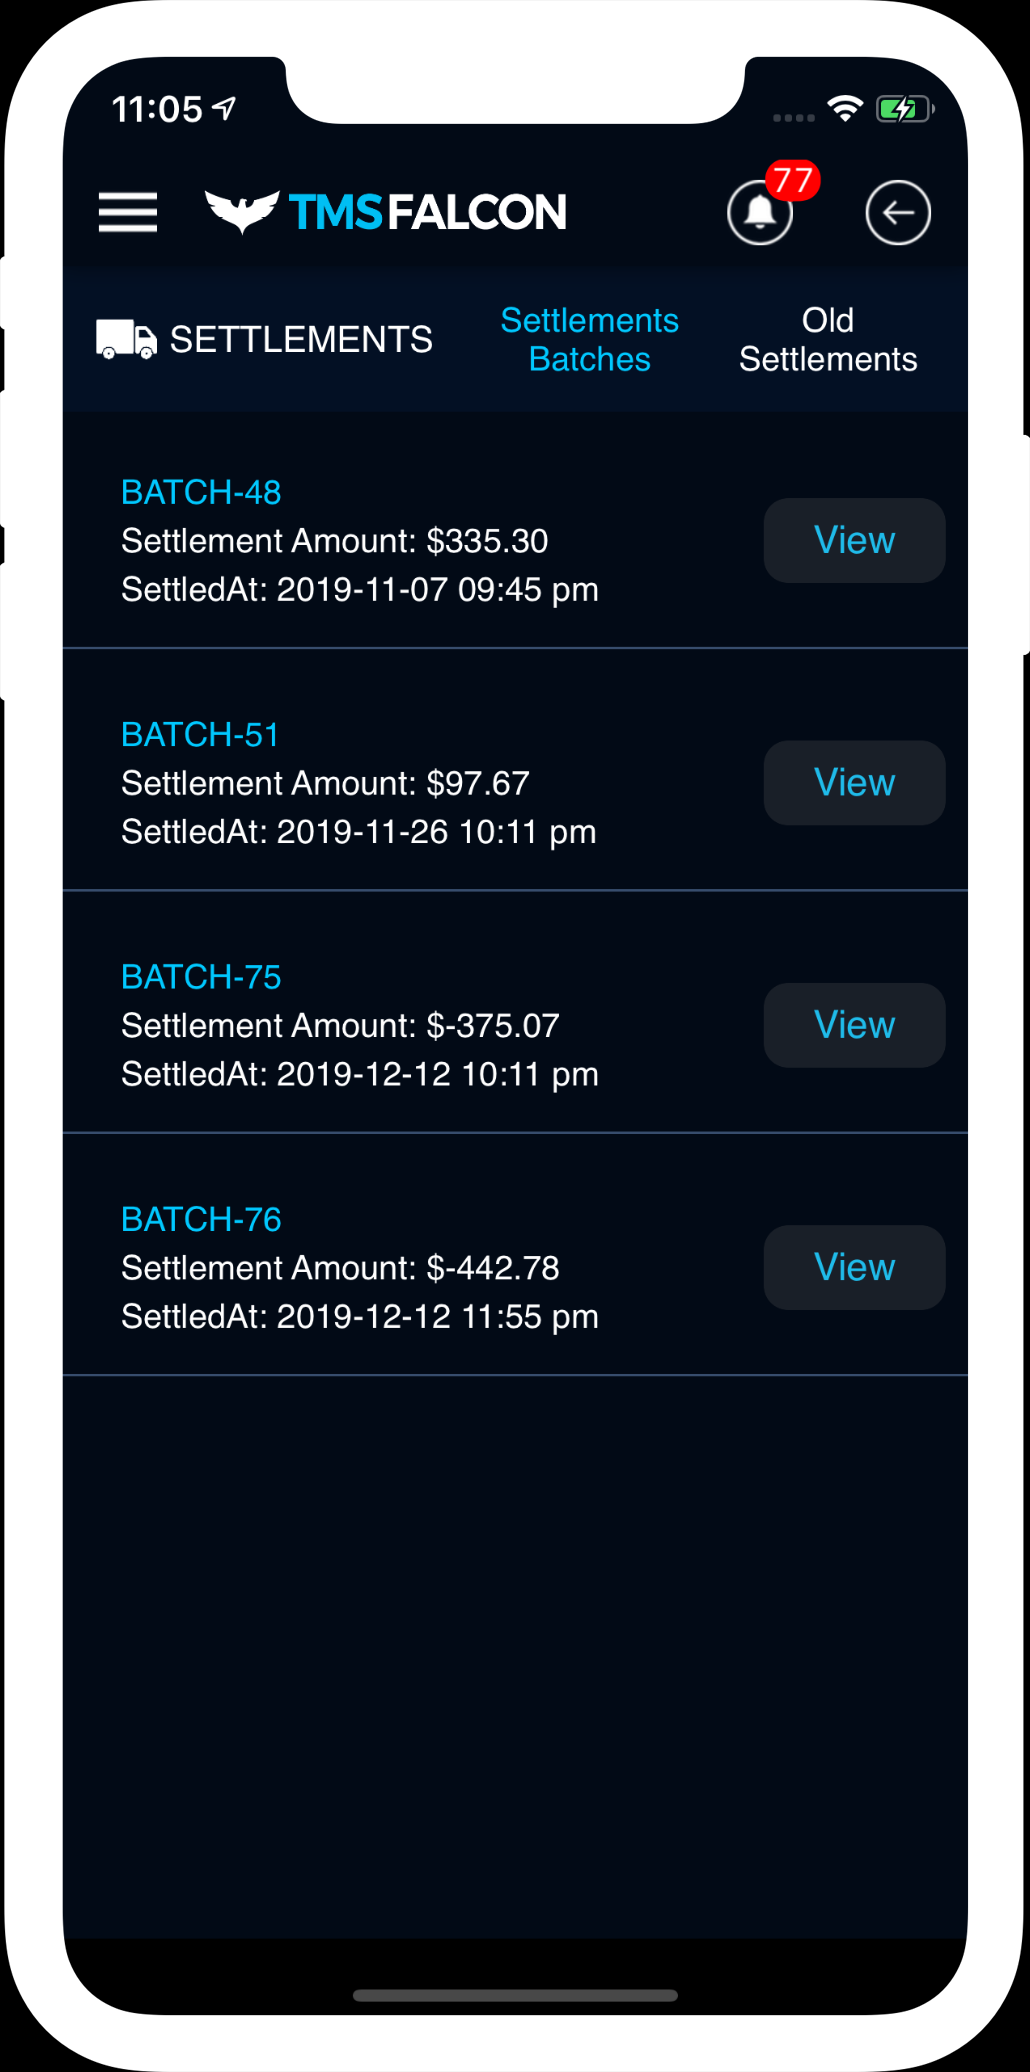 11:05
77
TMSFALCON
SETTLEMENTS
Settlements
Batches
Old
Settlements
BATCH-48
Settlement Amount: $335.30
SettledAt: 2019-11-07 09:45 pm
View
BATCH-51
Settlement Amount: $97.67
SettledAt: 2019-11-26 10:11 pm
View
BATCH-75
Settlement Amount: $-375.07
SettledAt: 2019-12-12 10:11 pm
View
BATCH-76
Settlement Amount: $-442.78
SettledAt: 2019-12-12 11:55 pm
View